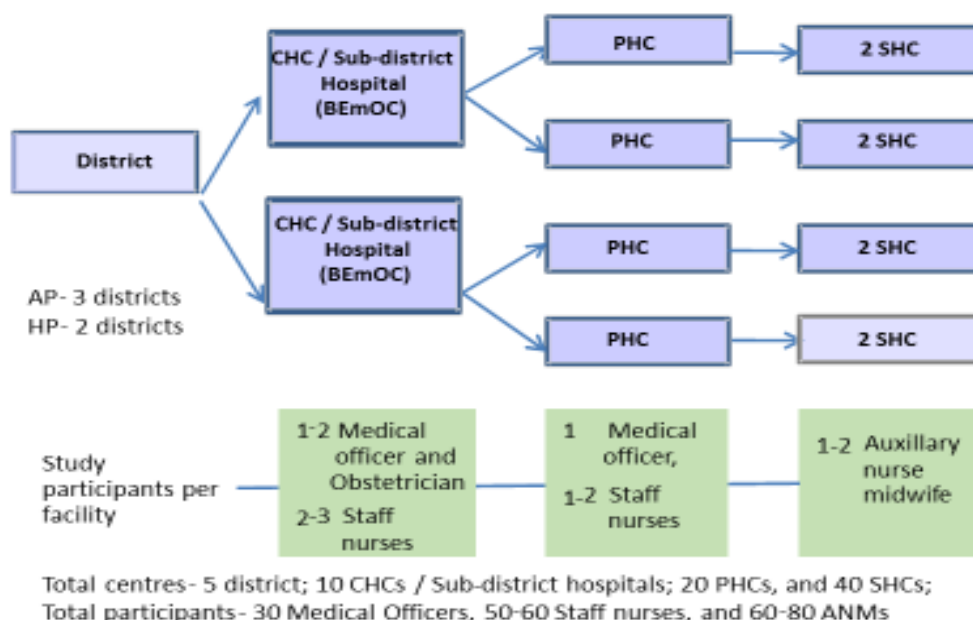 CHC / Sub-district
Hospital
(BEmOC)
PHC
2 SHC
PHC
2 SHC
District
CHC / Sub-district
Hospital
(BEmOC)
PHC
2 SHC
PHC
2 SHC
AP- 3 districts
HP- 2 districts
Study
participants per
facility
1-2 Medical
officer and
Obstetrician
2-3 Staff
nurses
1 Medical
officer,
1-2 Staff
nurses
1-2 Auxillary
nurse
midwife
Total centres- 5 district; 10 CHCs / Sub-district hospitals; 20 PHCs, and 40 SHCs;
Total participants- 30 Medical Officers, 50-60 Staff nurses, and 60-80 ANMs